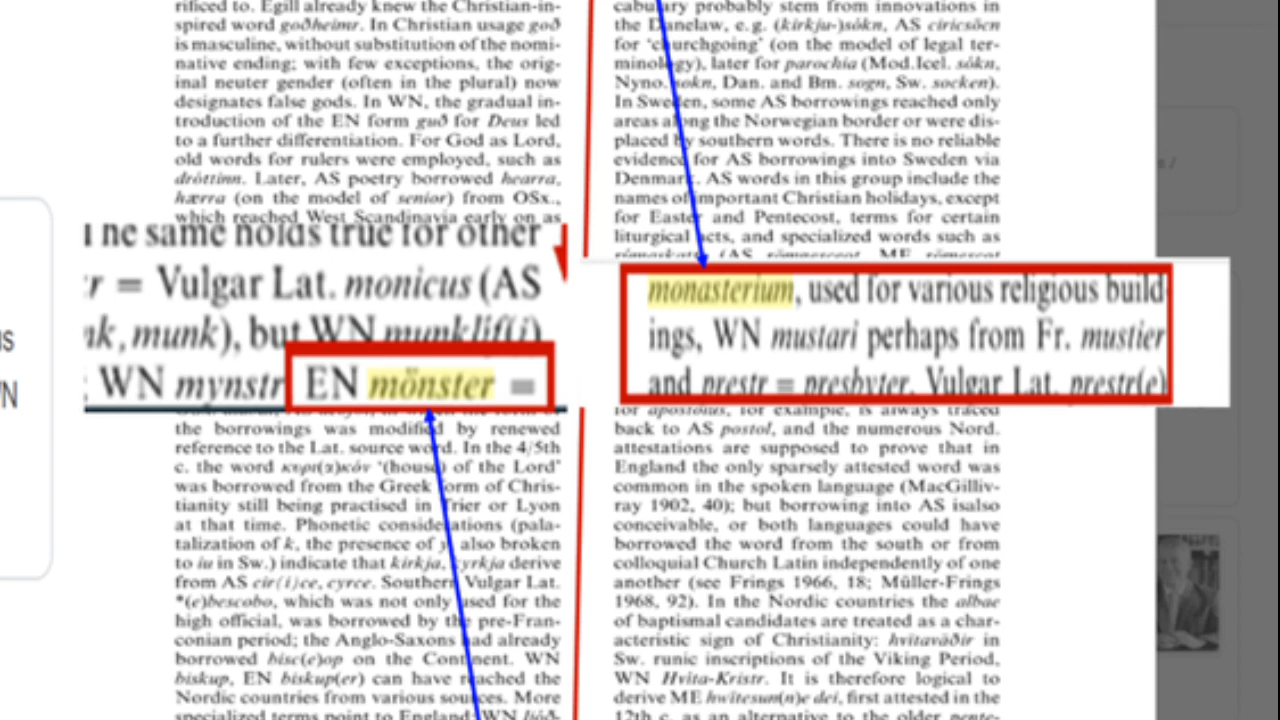 rificed to. Egill already knew the Christian-in-
spired word goðheimr. In Christian usage goð
is masculine, without substitution of the nomi-
native ending; with few exceptions, the orig-
inal neuter gender (often in the plural) now
designates false gods. In WN, the gradual in-
troduction of the EN form guð for Deus led
to a further differentiation. For God as Lord,
old words for rulers were employed, such as
dróttinn. Later, AS poetry borrowed hearra,
hærra (on the model of senior) from OSx.,
which reached West Scandinavia early on as
ne same holds true for other
r = Vulgar Lat. monicus (AS
nk, munk), but WN munklif(i)
WN mynstr EN mönster =
the borrowings was modified by renewed
reference to the Lat. source word. In the 4/5th
c. the word κυρι(α)κόν '(house) of the Lord'
was borrowed from the Greek form of Chris-
tianity still being practised in Trier or Lyon
at that time. Phonetic considerations (pala-
talization of k, the presence of y, also broken
to iu in Sw.) indicate that kirkja, kyrkja derive
from AS cir(i)ce, cyrce. Southern Vulgar Lat.
*(e)bescobo, which was not only used for the
high official, was borrowed by the pre-Fran-
conian period; the Anglo-Saxons had already
borrowed bisc(e)op on the Continent. WN
biskup, EN biskup(er) can have reached the
Nordic countries from various sources. More
specialized terms point to England: WN
cabulary probably stem from innovations in
the Danelaw, e.g. (kirkju-)sókn, AS ciricsōcn
for 'churchgoing' (on the model of legal ter-
minology), later for parochia (Mod.Icel. sókn,
Nyno. sokn, Dan. and Bm. sogn, Sw. socken).
In Sweden, some AS borrowings reached only
areas along the Norwegian border or were dis-
placed by southern words. There is no reliable
evidence for AS borrowings into Sweden via
Denmark. AS words in this group include the
names of important Christian holidays, except
for Easter and Pentecost, terms for certain
liturgical acts, and specialized words such as
monasterium, used for various religious build-
ings, WN mustari perhaps from Fr. mustier
and prestr = presbyter, Vulgar Lat. prestr(e)
for apostolus, for example, is always traced
back to AS postol, and the numerous Nord.
attestations are supposed to prove that in
England the only sparsely attested word was
common in the spoken language (MacGilliv-
ray 1902, 40); but borrowing into AS isalso
conceivable, or both languages could have
borrowed the word from the south or from
colloquial Church Latin independently of one
another (see Frings 1966, 18; Müller-Frings
1968, 92). In the Nordic countries the albae
of baptismal candidates are treated as a char-
acteristic sign of Christianity: hvitaváðir in
Sw. runic inscriptions of the Viking Period,
WN Hvíta-Kristr. It is therefore logical to
derive ME hwitesun(n)e dei, first attested in the
12th c. as an alternative to the older pente-